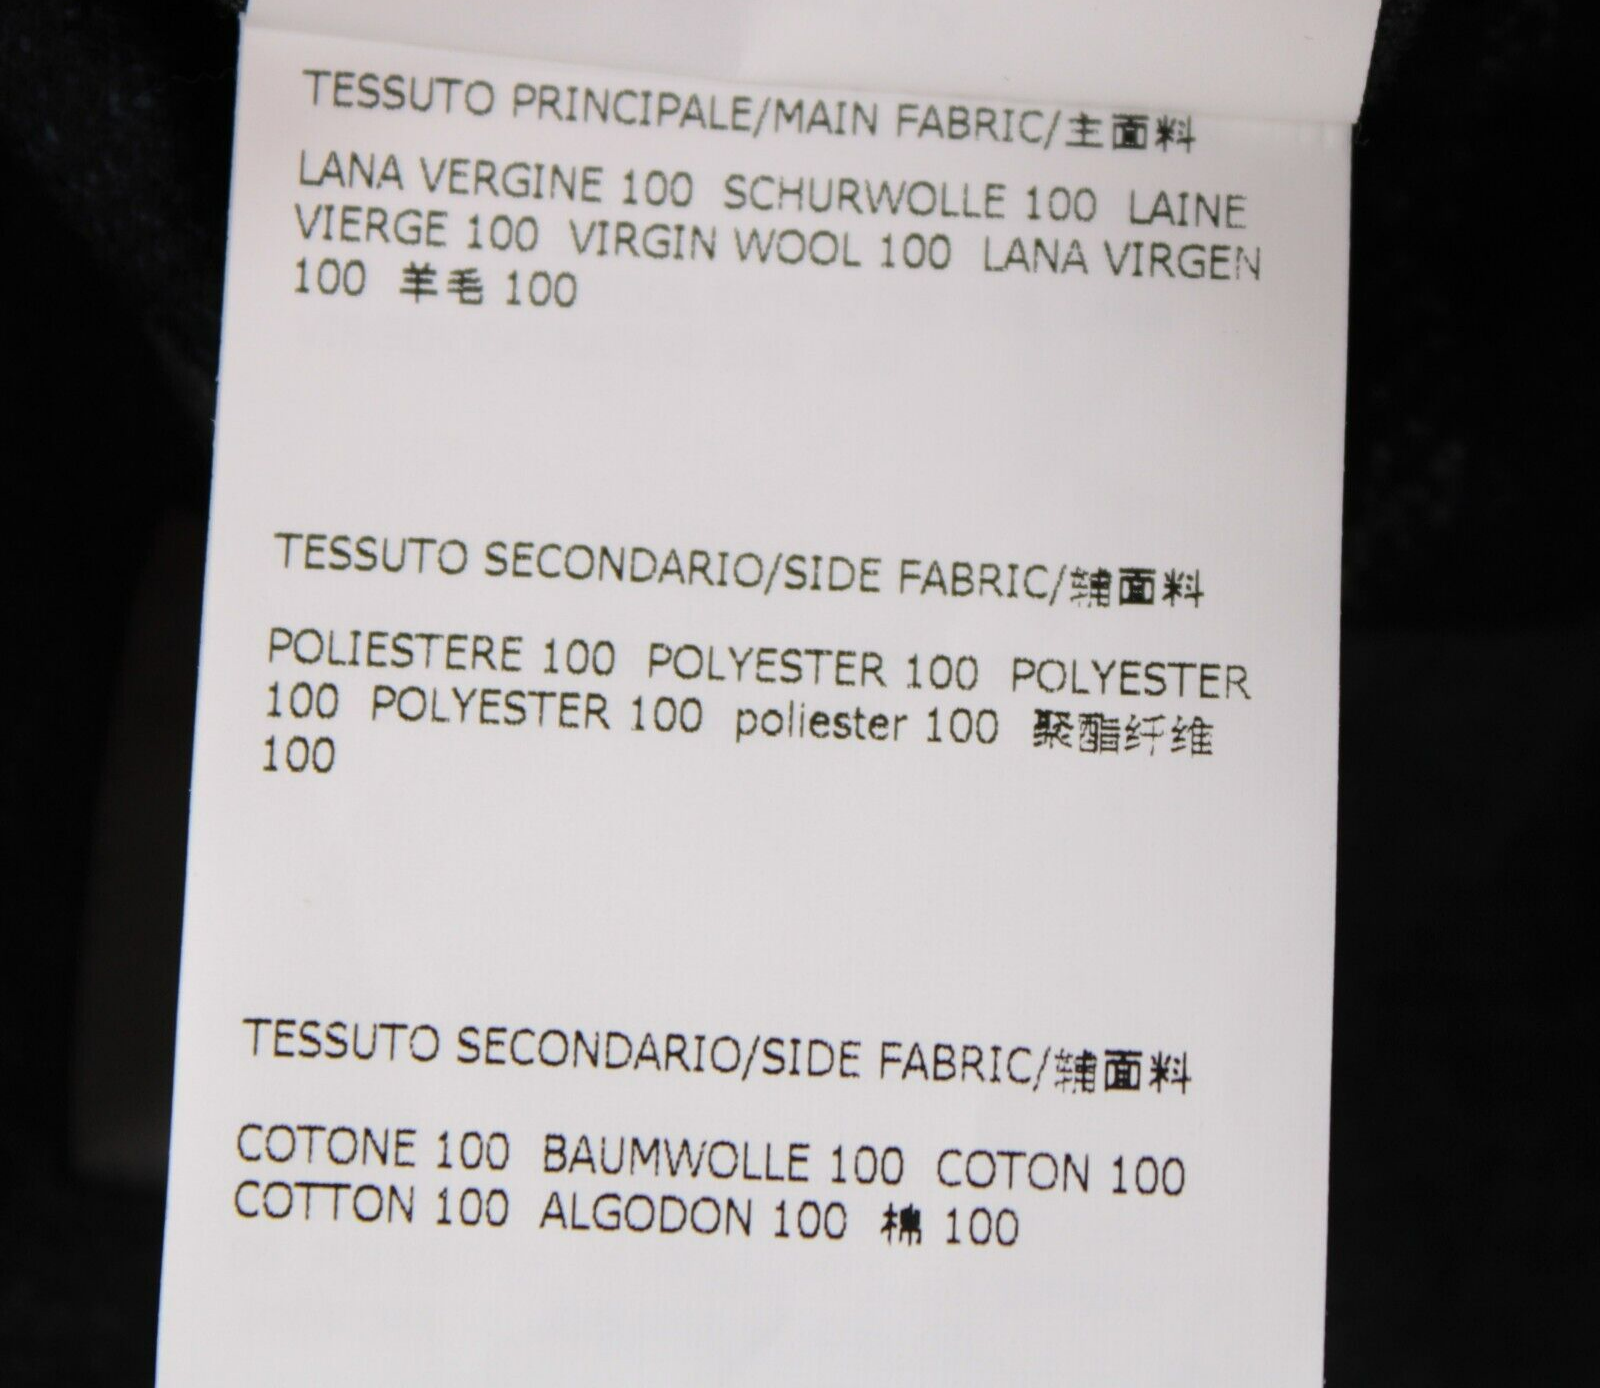 TESSUTO PRINCIPALE/MAIN FABRIC/主面料
LANA VERGINE 100 SCHURWOLLE 100 LAINE
VIERGE 100 VIRGIN WOOL 100 LANA VIRGEN
100 羊毛 100
TESSUTO SECONDARIO/SIDE FABRIC/辅面料
POLIESTERE 100 POLYESTER 100 POLYESTER
100 POLYESTER 100 poliester 100 聚酯纤维
100
TESSUTO SECONDARIO/SIDE FABRIC/辅面料
COTONE 100 BAUMWOLLE 100 COTON 100
COTTON 100 ALGODON 100 棉 100